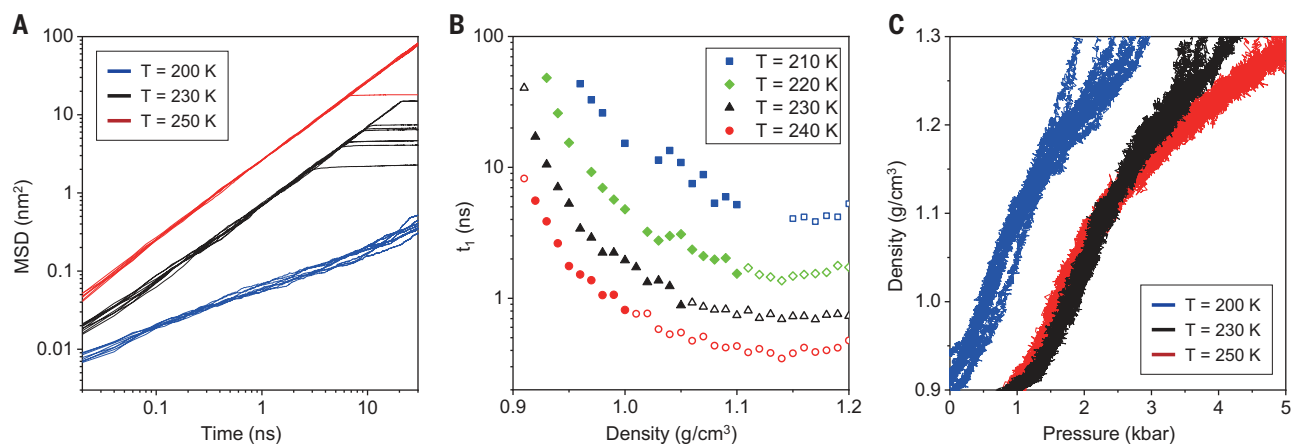 A
T = 200 K
T = 230 K
T = 250 K
MSD (nm²)
100
10
1
0.1
0.01
0.1
1
10
Time (ns)
B
T = 210 K
T = 220 K
T = 230 K
T = 240 K
t₁ (ns)
100
10
1
0.9
1.0
1.1
1.2
Density (g/cm³)
C
T = 200 K
T = 230 K
T = 250 K
Density (g/cm³)
1.3
1.2
1.1
1.0
0.9
0
1
2
3
4
5
Pressure (kbar)